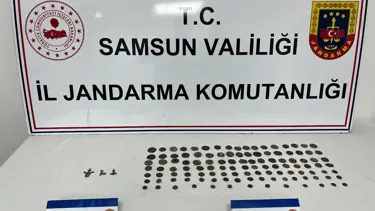 T.C.
SAMSUN VALİLİĞİ
İL JANDARMA KOMUTANLIĞI
JANDARMA